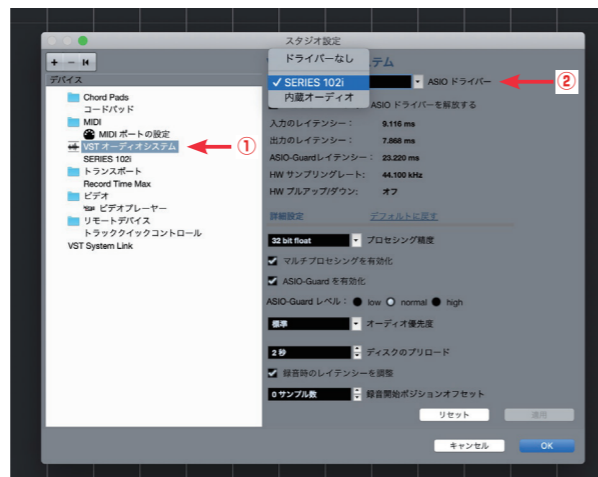 スタジオ設定
+ − I◀
デバイス
Chord Pads
コードパッド
MIDI
MIDI ポートの設定
VST オーディオシステム
①
SERIES 102i
トランスポート
Record Time Max
ビデオ
ビデオプレーヤー
リモートデバイス
トラッククイックコントロール
VST System Link
ドライバーなし
ステム
✓ SERIES 102i
ASIO ドライバー
②
内蔵オーディオ
ASIO ドライバーを解放する
入力のレイテンシー： 9.116 ms
出力のレイテンシー： 7.868 ms
ASIO-Guardレイテンシー： 23.220 ms
HW サンプリングレート: 44.100 kHz
HW プルアップ/ダウン: オフ
詳細設定 デフォルトに戻す
32 bit float プロセシング精度
マルチプロセシングを有効化
ASIO-Guard を有効化
ASIO-Guard レベル： low normal high
標準 オーディオ優先度
2 秒 ディスクのプリロード
録音時のレイテンシーを調整
0 サンプル数 録音開始ポジションオフセット
リセット 適用
キャンセル OK